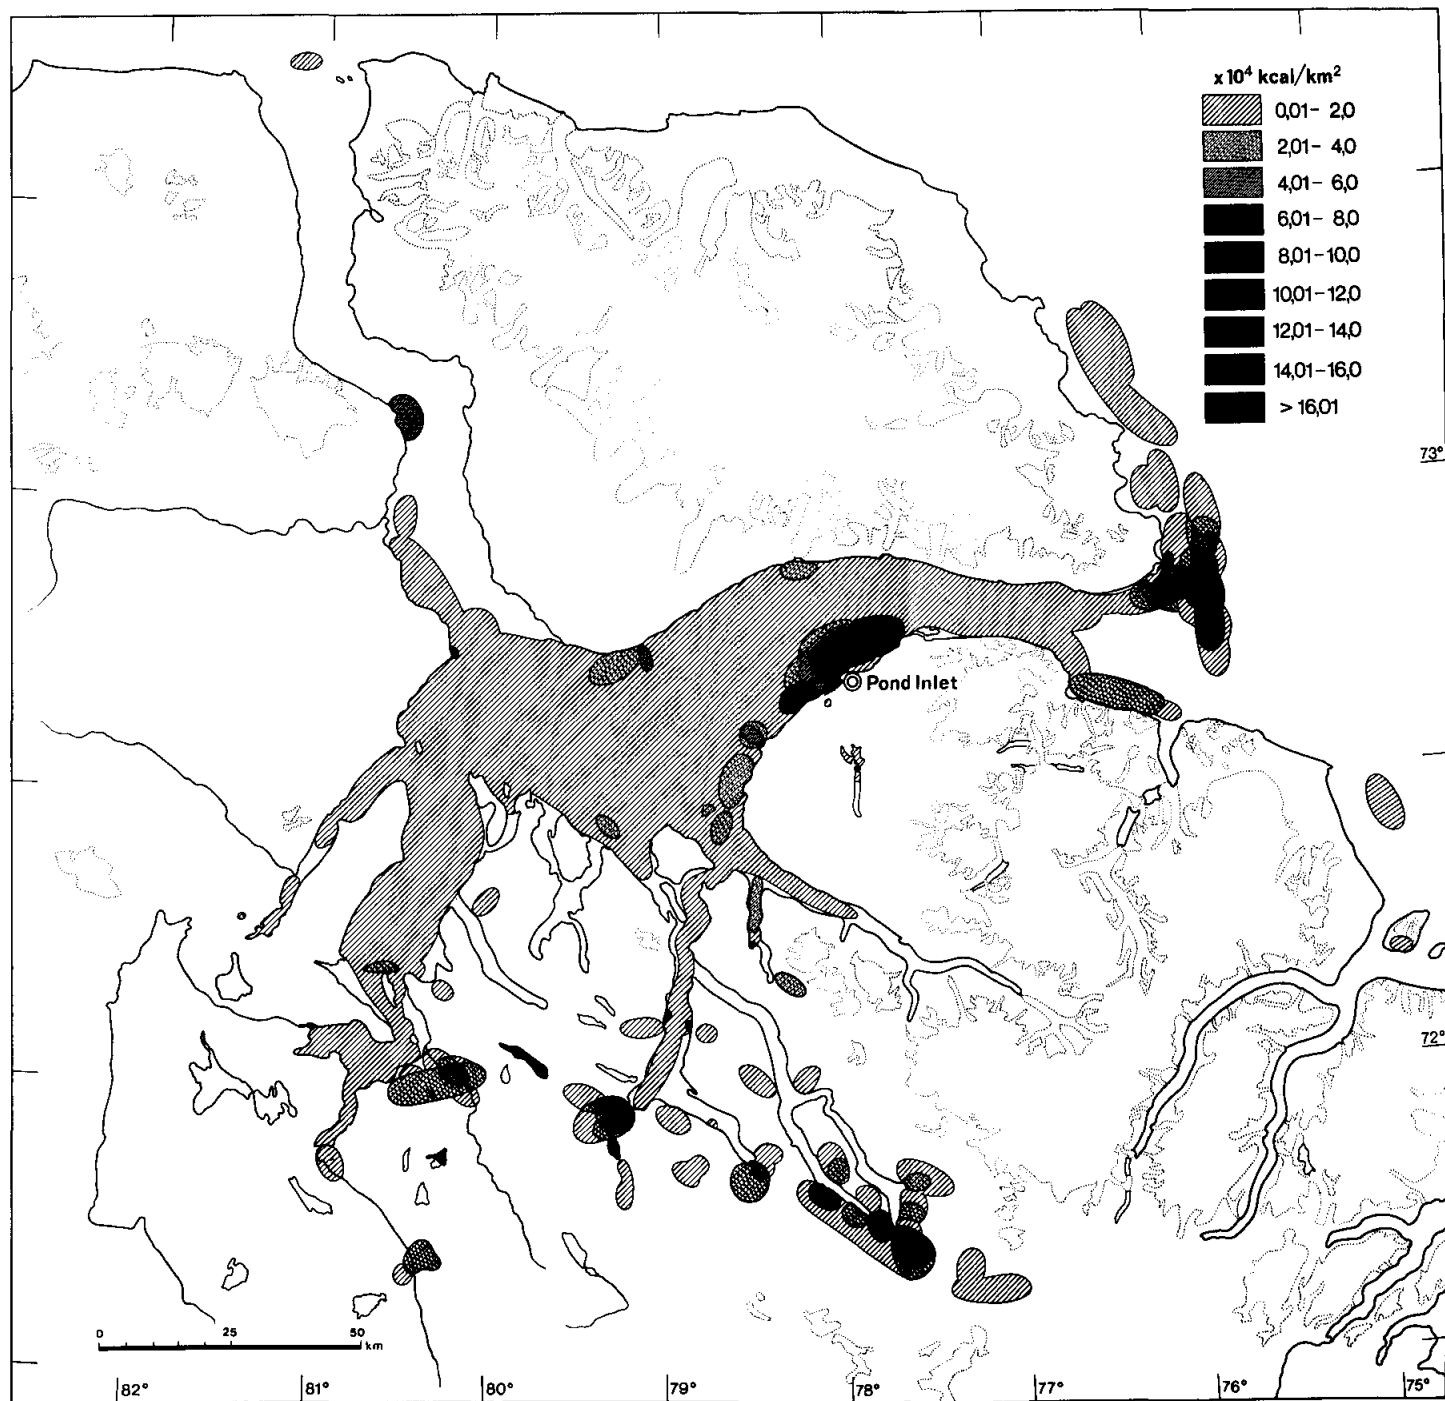 x10⁴ kcal/km²
0,01– 2,0
2,01– 4,0
4,01– 6,0
6,01– 8,0
8,01–10,0
10,01–12,0
12,01–14,0
14,01–16,0
> 16,01
73°
Pond Inlet
72°
0 25 50
km
82° 81° 80° 79° 78° 77° 76° 75°